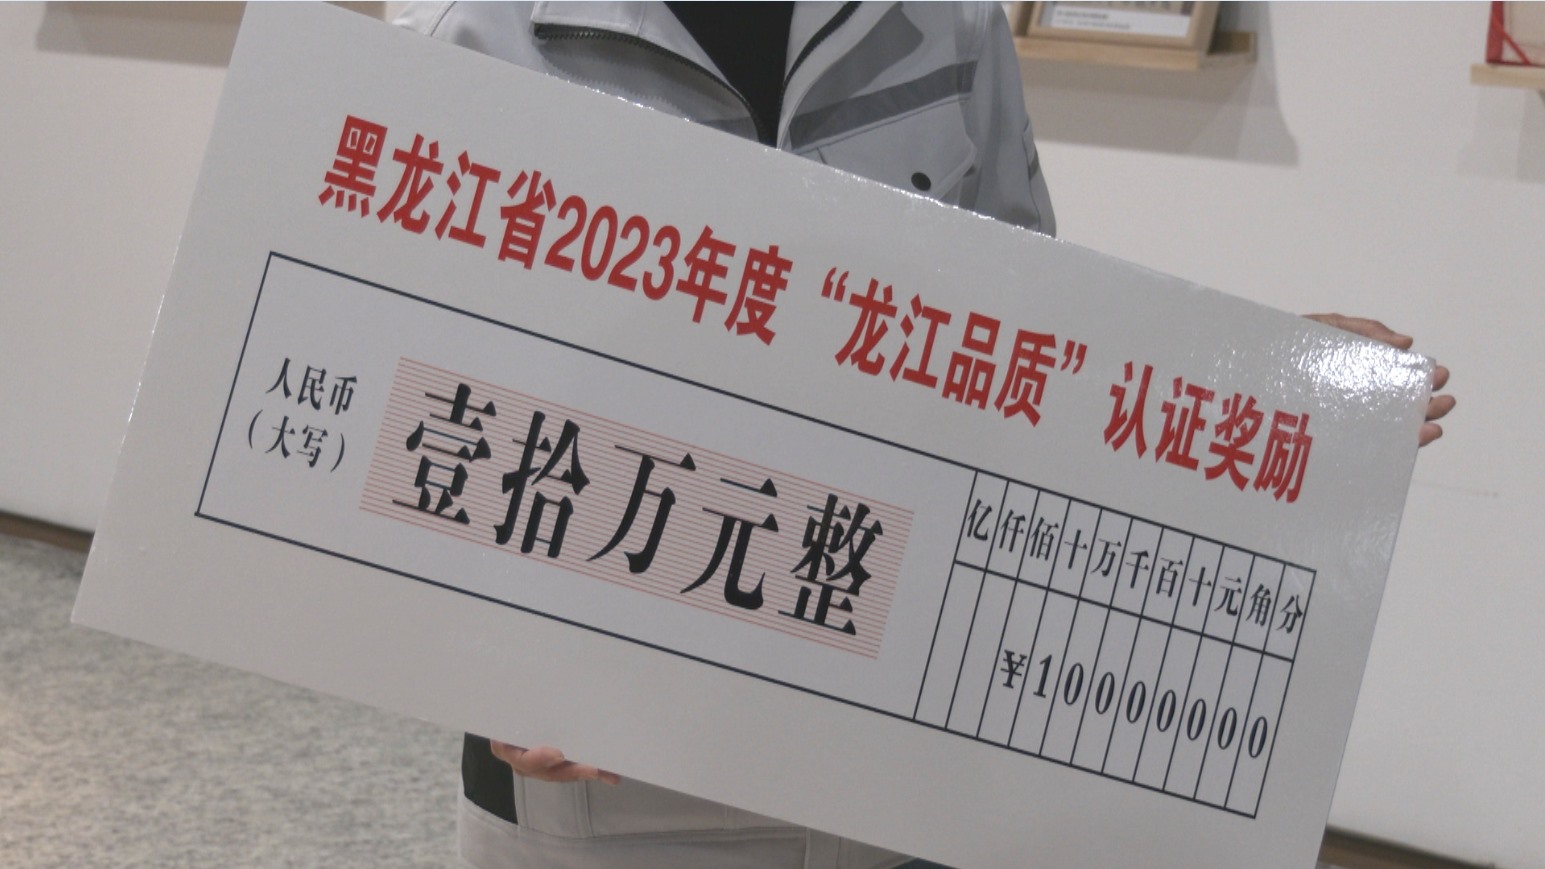 黑龙江省2023年度“龙江品质”认证奖励
人民币
（大写）
壹拾万元整
亿仟佰十万千百十元角分
¥10000000